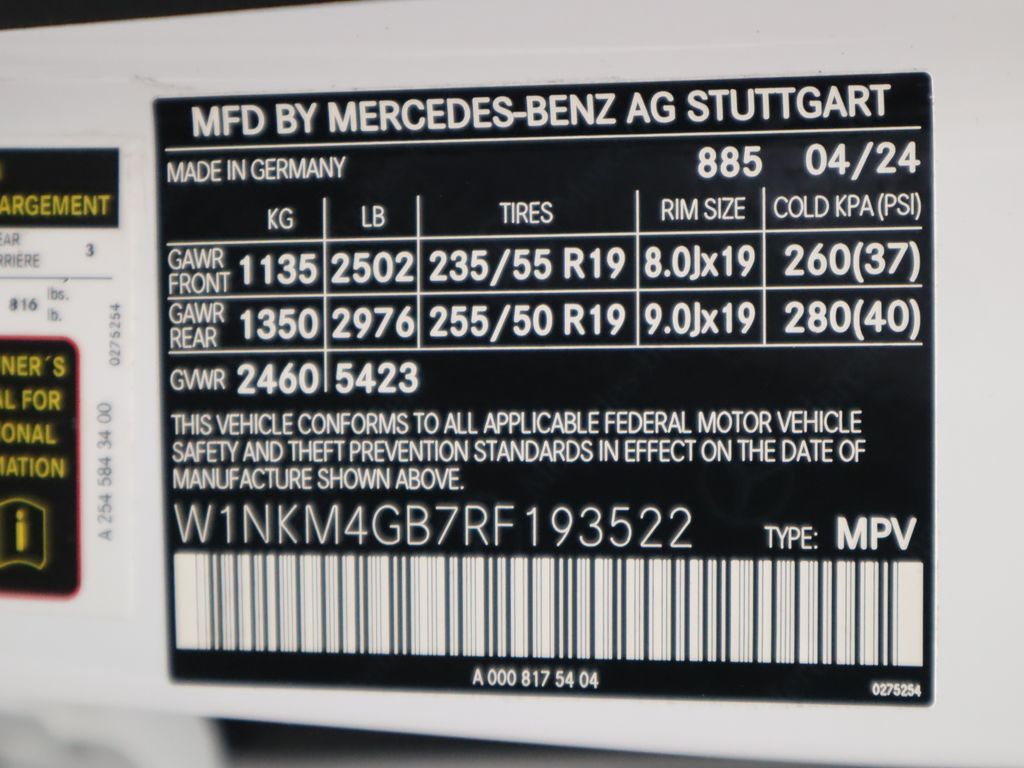 MFD BY MERCEDES-BENZ AG STUTTGART
MADE IN GERMANY 885 04/24
KG LB TIRES RIM SIZE COLD KPA (PSI)
GAWR FRONT 1135 2502 235/55 R19 8.0Jx19 260(37)
GAWR REAR 1350 2976 255/50 R19 9.0Jx19 280(40)
GVWR 2460 5423
THIS VEHICLE CONFORMS TO ALL APPLICABLE FEDERAL MOTOR VEHICLE
SAFETY AND THEFT PREVENTION STANDARDS IN EFFECT ON THE DATE OF
MANUFACTURE SHOWN ABOVE.
W1NKM4GB7RF193522 TYPE: MPV
A 000 817 54 04
0275254
ARGEMENT
EAR 3
RRIÈRE
816 lbs.
lb.
0275254
NER´S
AL FOR
IONAL
MATION
i
A 254 584 34 00